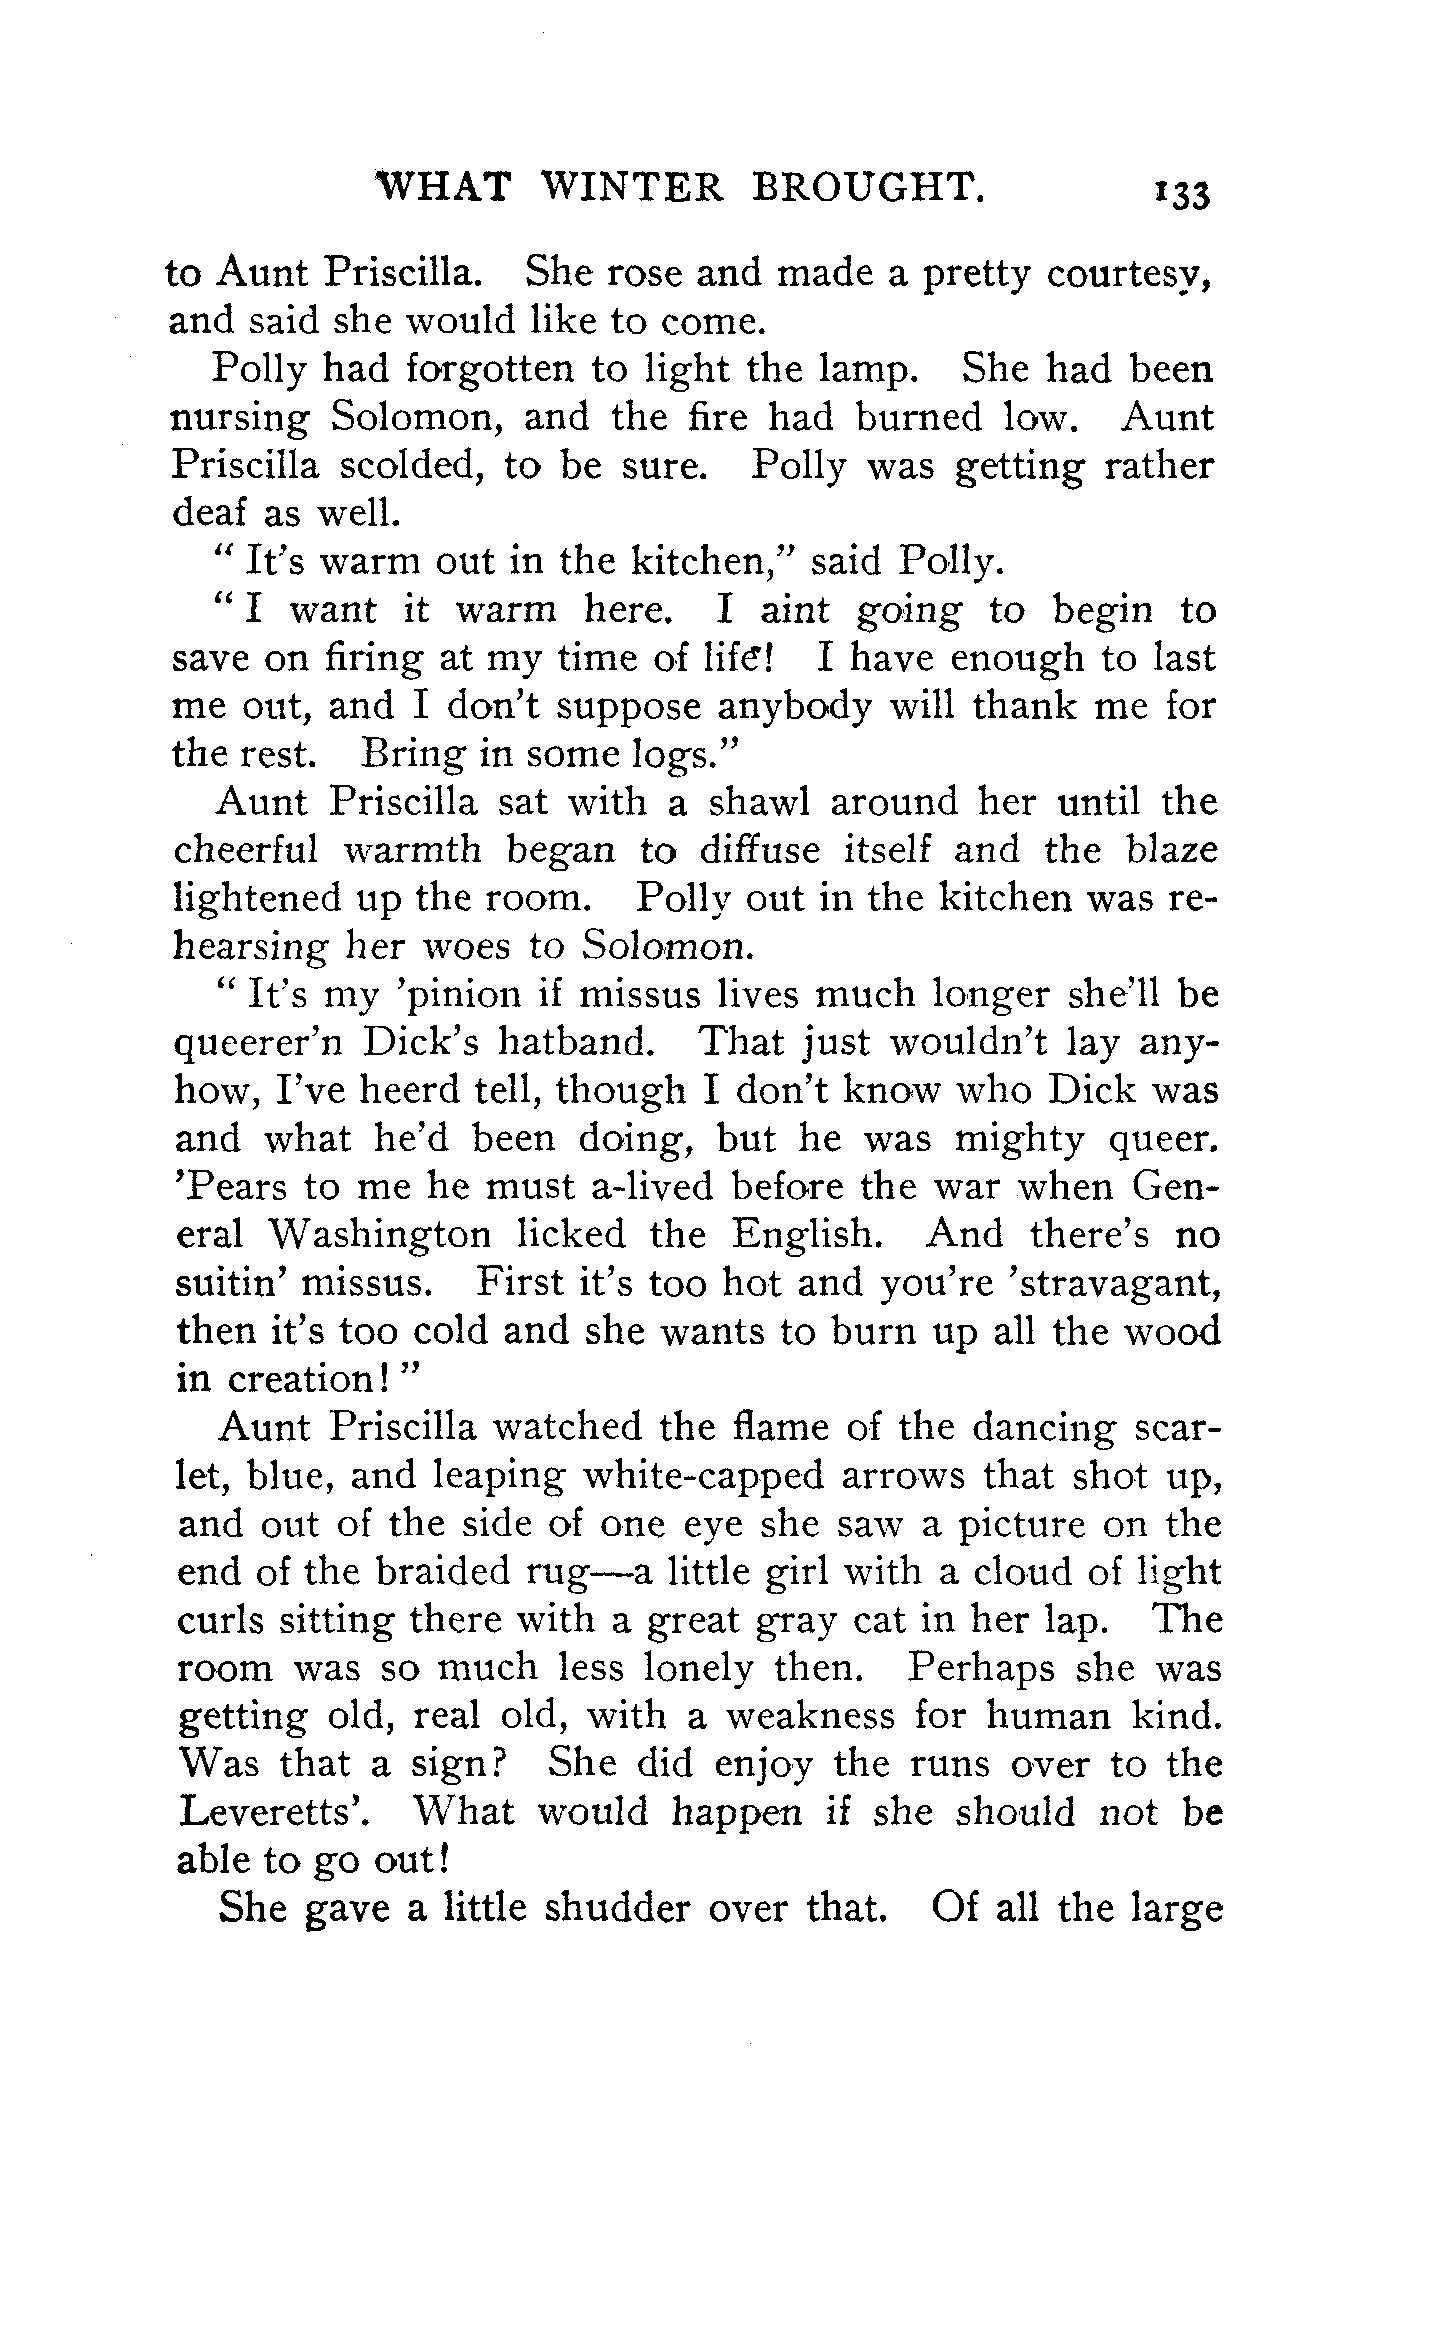 WHAT WINTER BROUGHT. 133
to Aunt Priscilla. She rose and made a pretty courtesy,
and said she would like to come.
Polly had forgotten to light the lamp. She had been
nursing Solomon, and the fire had burned low. Aunt
Priscilla scolded, to be sure. Polly was getting rather
deaf as well.
“ It’s warm out in the kitchen,” said Polly.
“ I want it warm here. I aint going to begin to
save on firing at my time of life! I have enough to last
me out, and I don’t suppose anybody will thank me for
the rest. Bring in some logs.”
Aunt Priscilla sat with a shawl around her until the
cheerful warmth began to diffuse itself and the blaze
lightened up the room. Polly out in the kitchen was re-
hearsing her woes to Solomon.
“ It’s my ’pinion if missus lives much longer she’ll be
queerer’n Dick’s hatband. That just wouldn’t lay any-
how, I’ve heerd tell, though I don’t know who Dick was
and what he’d been doing, but he was mighty queer.
’Pears to me he must a-lived before the war when Gen-
eral Washington licked the English. And there’s no
suitin’ missus. First it’s too hot and you’re ’stravagant,
then it’s too cold and she wants to burn up all the wood
in creation! ”
Aunt Priscilla watched the flame of the dancing scar-
let, blue, and leaping white-capped arrows that shot up,
and out of the side of one eye she saw a picture on the
end of the braided rug—a little girl with a cloud of light
curls sitting there with a great gray cat in her lap. The
room was so much less lonely then. Perhaps she was
getting old, real old, with a weakness for human kind.
Was that a sign? She did enjoy the runs over to the
Leveretts’. What would happen if she should not be
able to go out!
She gave a little shudder over that. Of all the large